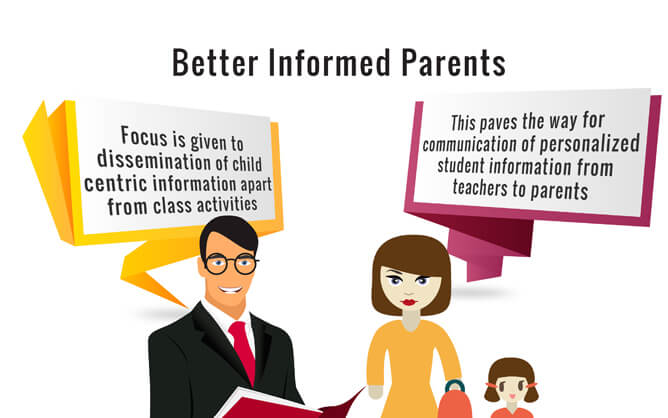 Better Informed Parents
Focus is given to
dissemination of child
centric information apart
from class activities
This paves the way for
communication of personalized
student information from
teachers to parents